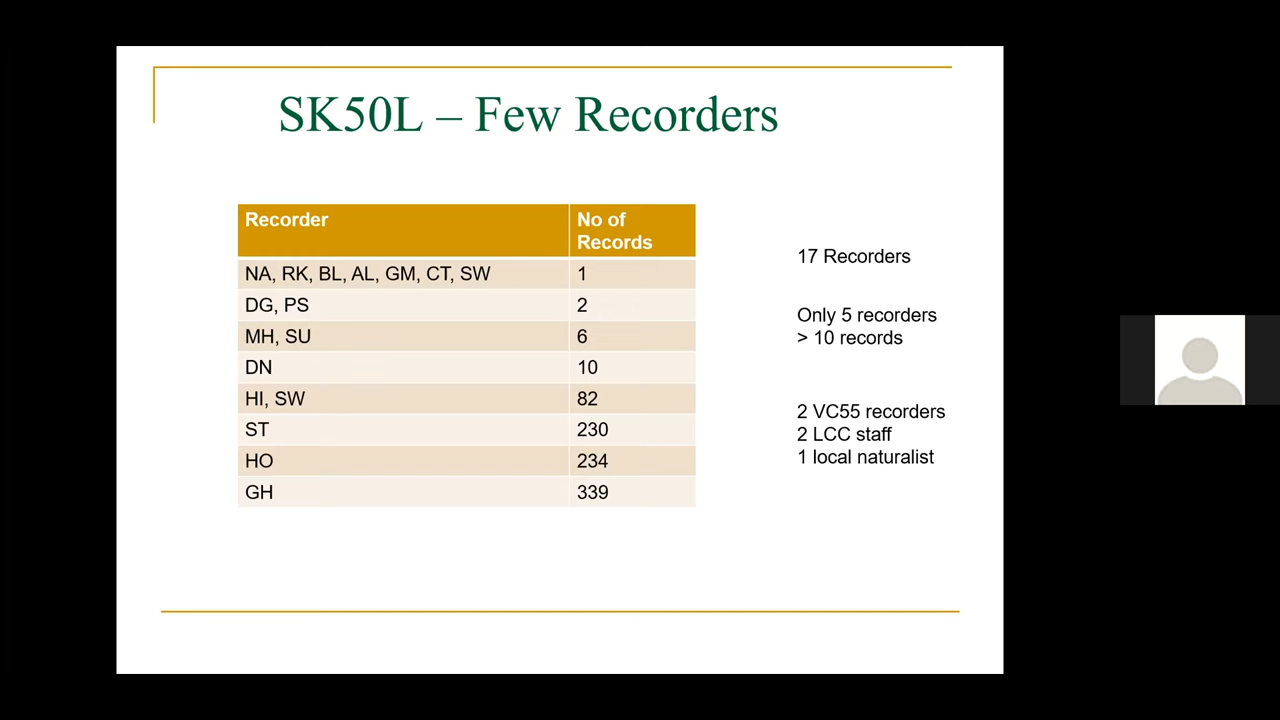 SK50L – Few Recorders
Recorder
No of
Records
NA, RK, BL, AL, GM, CT, SW
1
DG, PS
2
MH, SU
6
DN
10
HI, SW
82
ST
230
HO
234
GH
339
17 Recorders
Only 5 recorders
> 10 records
2 VC55 recorders
2 LCC staff
1 local naturalist